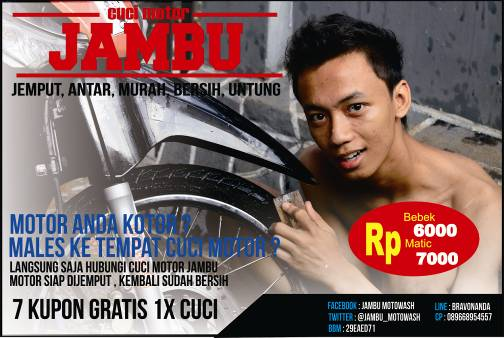 cuci motor
JAMBU
JEMPUT, ANTAR, MURAH, BERSIH, UNTUNG
MOTOR ANDA KOTOR ?
MALES KE TEMPAT CUCI MOTOR ?
LANGSUNG SAJA HUBUNGI CUCI MOTOR JAMBU
MOTOR SIAP DIJEMPUT , KEMBALI SUDAH BERSIH
7 KUPON GRATIS 1X CUCI
Rp
Bebek
6000
Matic
7000
FACEBOOK : JAMBU MOTOWASH
TWITTER : @JAMBU_MOTOWASH
BBM : 29EAED71
LINE : BRAVONANDA
CP : 089668954557